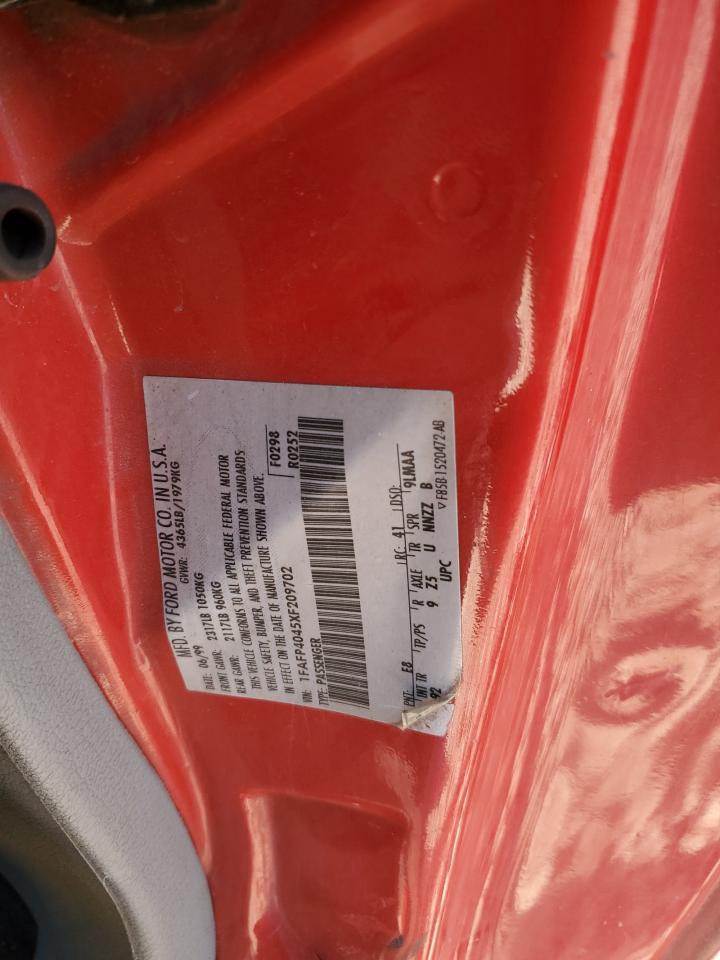 MFD. BY FORD MOTOR CO. IN U.S.A.
DATE: 06/99 GVWR: 4365LB/1979KG
FRONT GAWR: 2317LB 1050KG
REAR GAWR: 2117LB 960KG
THIS VEHICLE CONFORMS TO ALL APPLICABLE FEDERAL MOTOR
VEHICLE SAFETY, BUMPER, AND THEFT PREVENTION STANDARDS
IN EFFECT ON THE DATE OF MANUFACTURE SHOWN ABOVE.
VIN: 1FAFP4045XF209702 F0298
TYPE: PASSENGER R0252
PNT: E8 RC: 41 DSO:
INT TR TP/PS R AXLE TR SPR 9LMAA
92 9 Z5 U NNZZ B
UPC ▽ F85B 1520472 AB